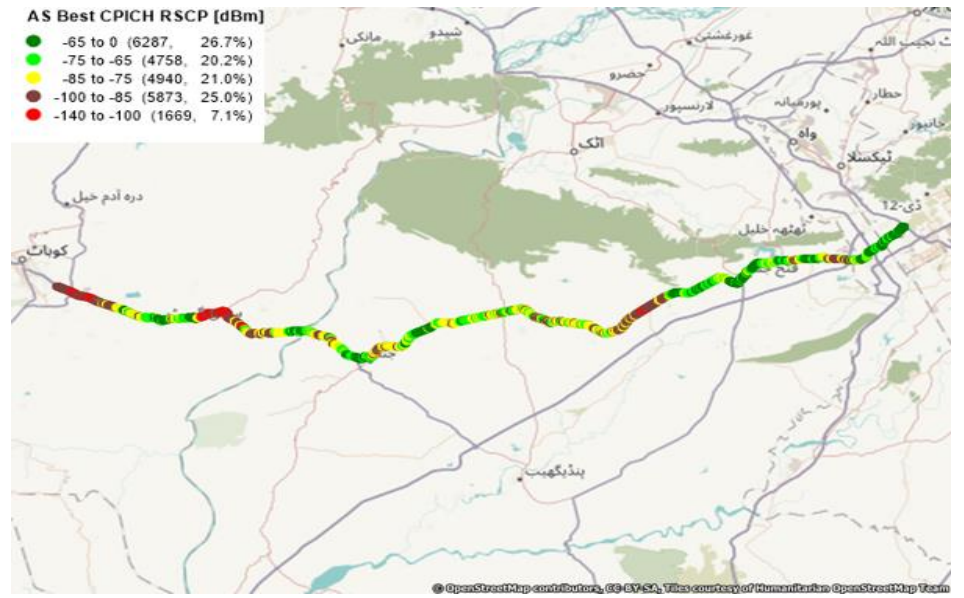 AS Best CPICH RSCP [dBm]
-65 to 0 (6287, 26.7%)
-75 to -65 (4758, 20.2%)
-85 to -75 (4940, 21.0%)
-100 to -85 (5873, 25.0%)
-140 to -100 (1669, 7.1%)
شیدو
مانکی
غورغشتی
حضرو
لارنسپور
اٹک
پورمیانہ
واہ
حطار
خانپور
ٹیکسلا
ڈی-12
درہ آدم خیل
کوہاٹ
ٹھٹھہ خلیل
پنڈیگھیب
© OpenStreetMap contributors, CC-BY-SA, Tiles courtesy of Humanitarian OpenStreetMap Team